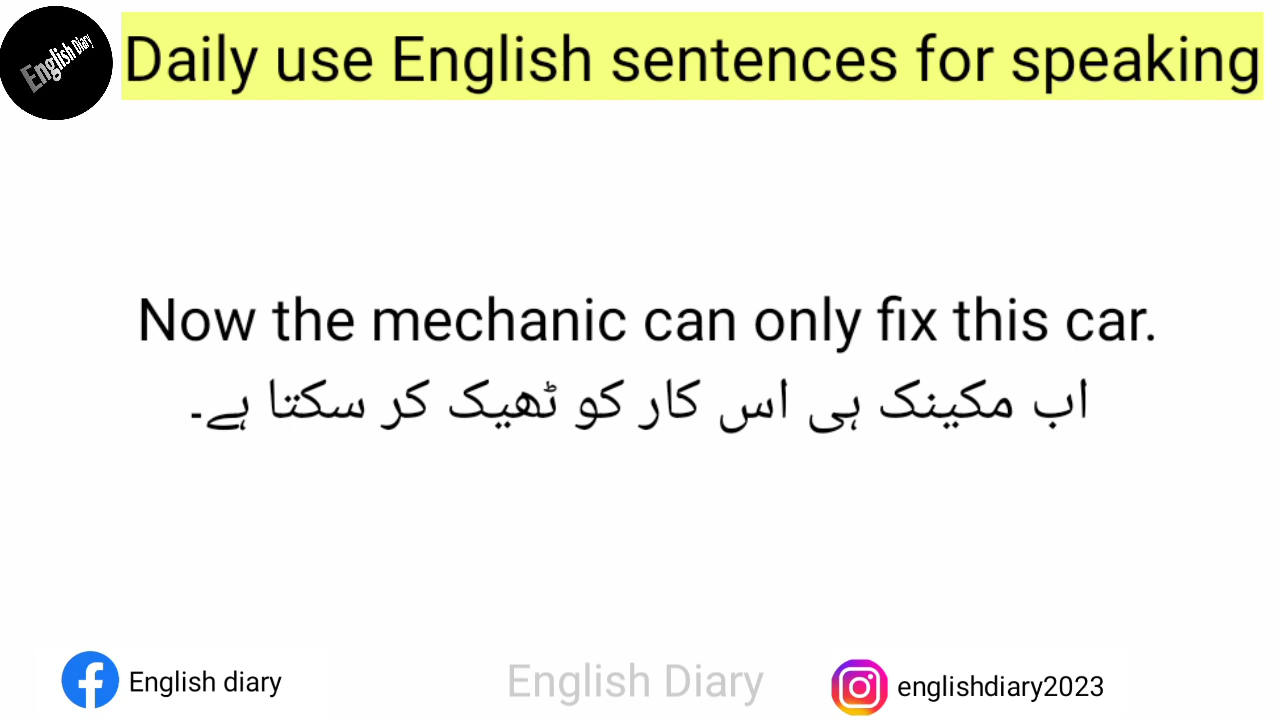 English Diary
Daily use English sentences for speaking
Now the mechanic can only fix this car.
اب مکینک ہی اس کار کو ٹھیک کر سکتا ہے۔
English diary
English Diary
englishdiary2023